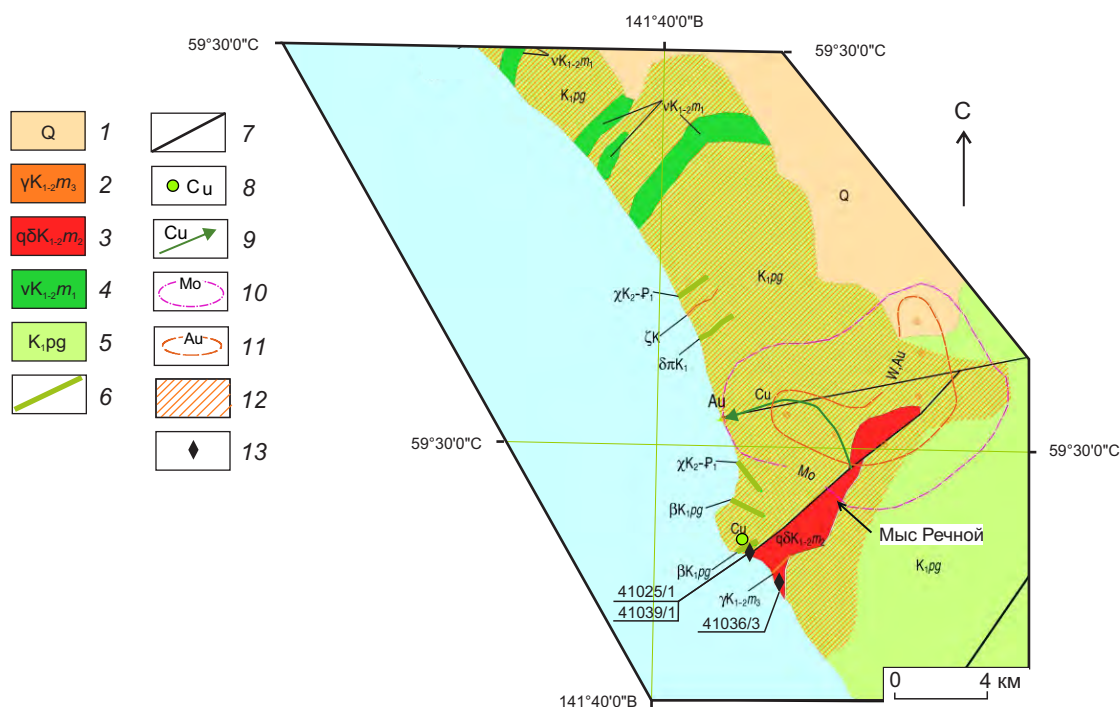 141°40'0"В
59°30'0"С
59°30'0"С
νK₁₋₂m₁
K₁pg
νK₁₋₂m₁
С
Q 1
7
γK₁₋₂m₃ 2
Cu 8
qδK₁₋₂m₂ 3
Cu 9
νK₁₋₂m₁ 4
Mo 10
K₁pg 5
Au 11
6
12
13
Q
K₁pg
χK₂-P₁
ζK
δπK₁
W,Au
Cu
Au
59°30'0"С
59°30'0"С
χK₂-P₁
Mo
βK₁pg
Cu
qδK₁₋₂m₂
Мыс Речной
βK₁pg
K₁pg
41025/1
41039/1
γK₁₋₂m₃
41036/3
0 4 км
141°40'0"В